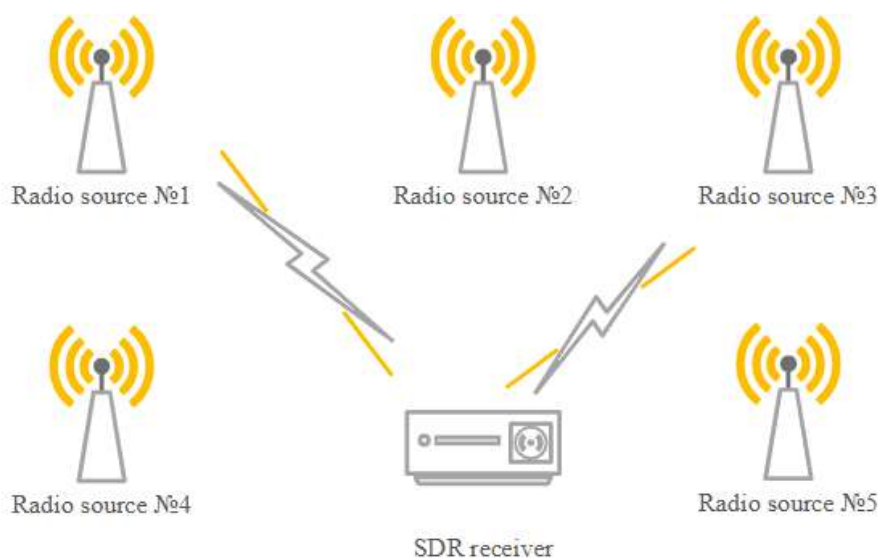 Radio source №1
Radio source №2
Radio source №3
Radio source №4
Radio source №5
SDR receiver